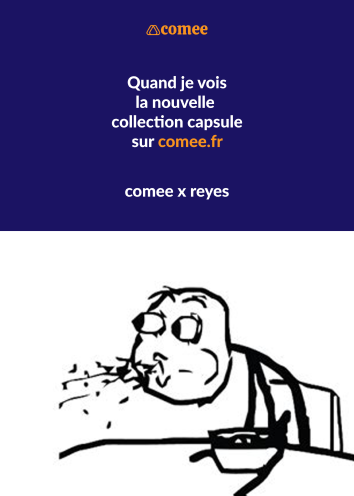 comee
Quand je vois
la nouvelle
collection capsule
sur comee.fr
comee x reyes